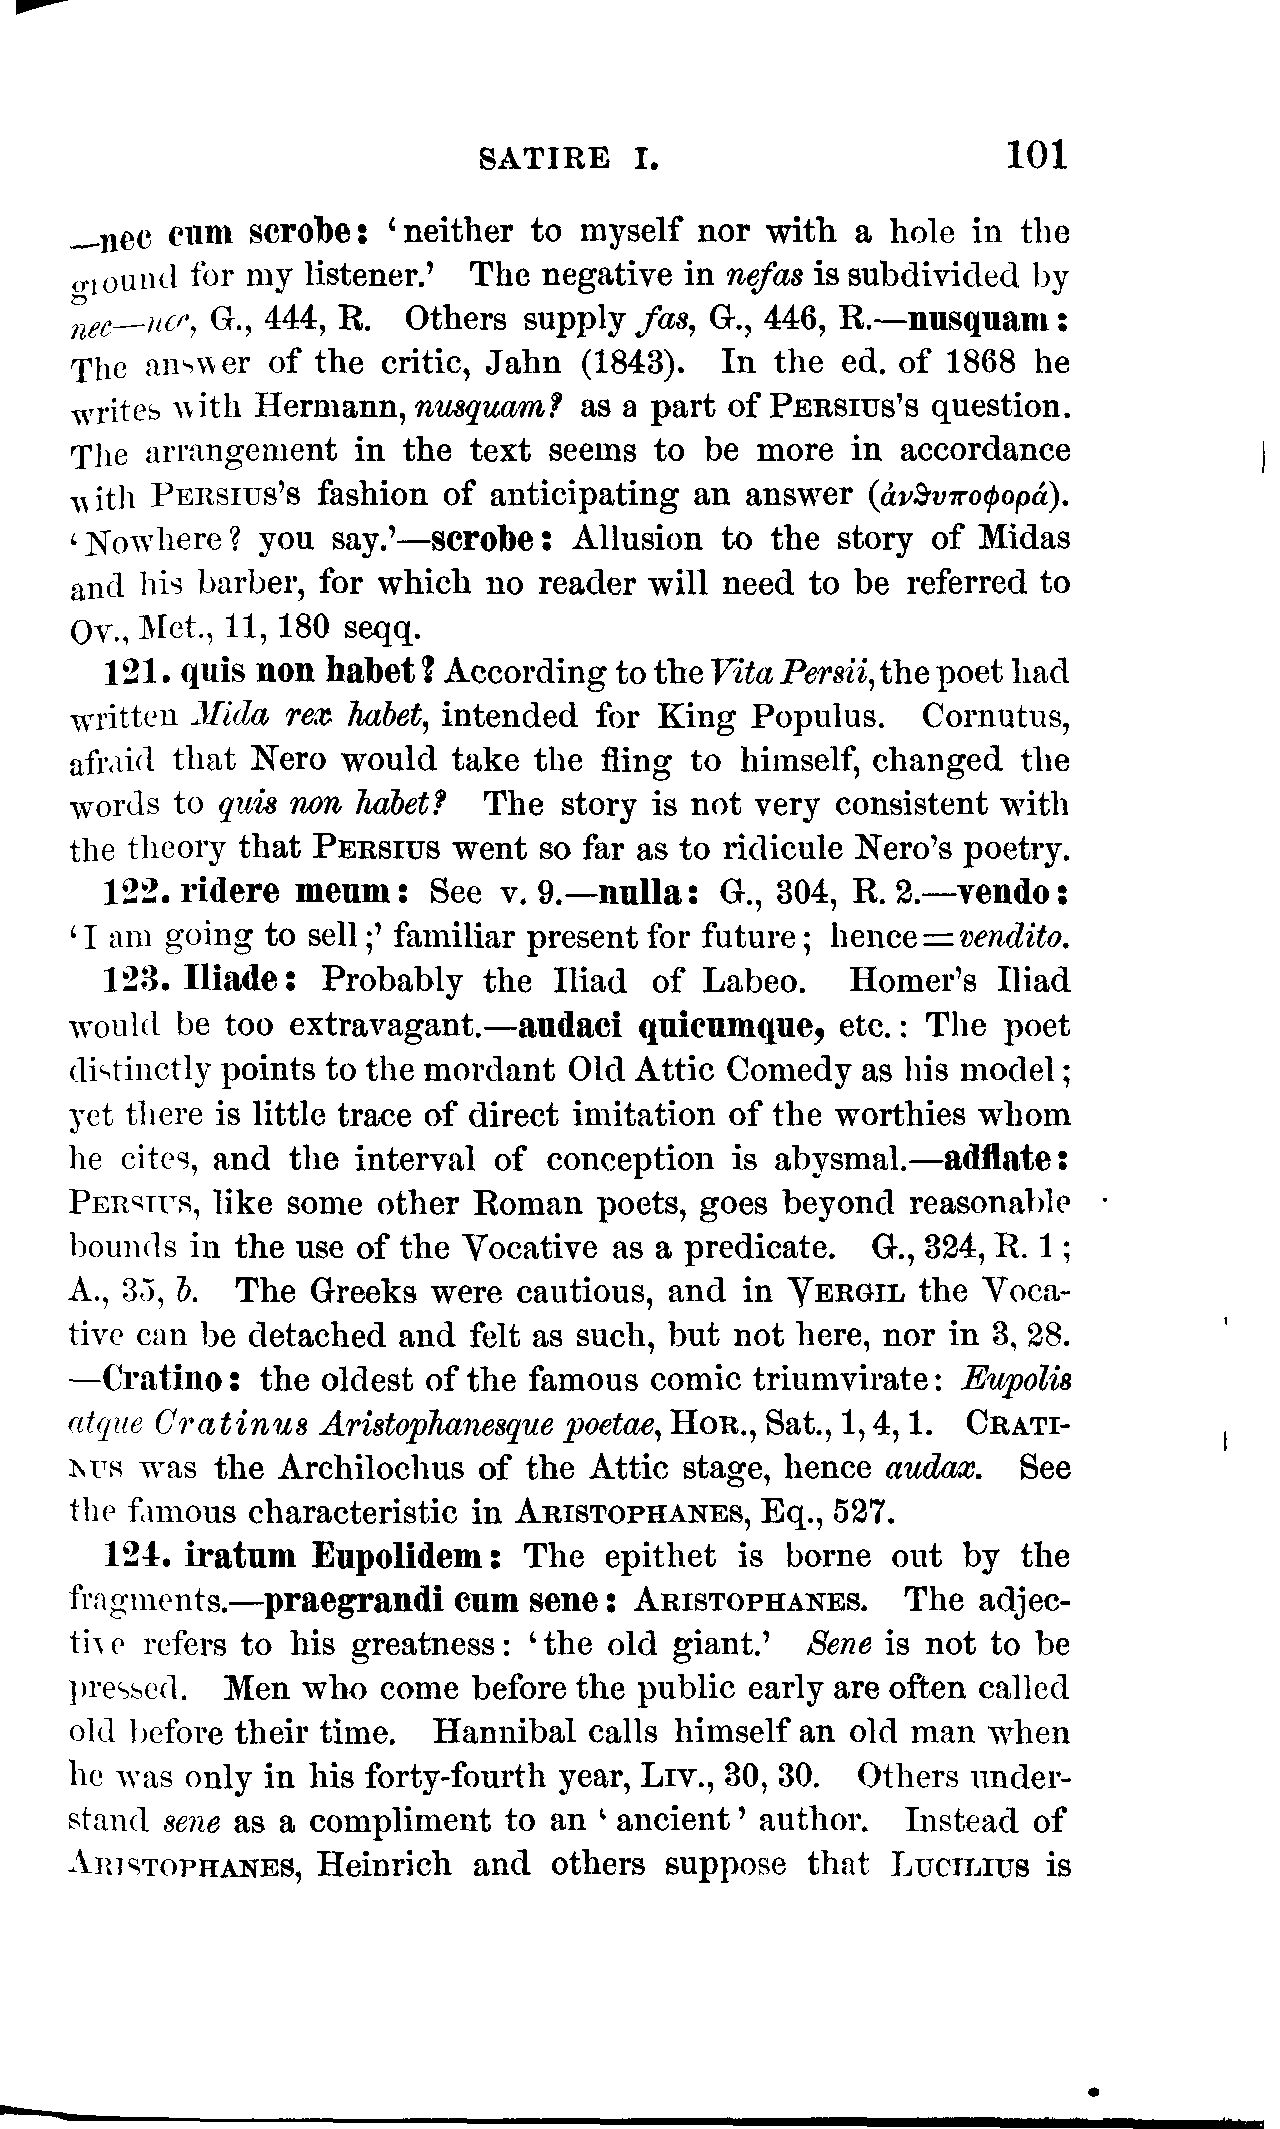 SATIRE I. 101
—nec cum scrobe: ‘neither to myself nor with a hole in the
ground for my listener.’ The negative in nefas is subdivided by
nec—nec, G., 444, R. Others supply fas, G., 446, R.—nusquam:
The answer of the critic, Jahn (1843). In the ed. of 1868 he
writes with Hermann, nusquam? as a part of PERSIUS’s question.
The arrangement in the text seems to be more in accordance
with PERSIUS’s fashion of anticipating an answer (ἀνϑυποφορά).
‘Nowhere? you say.’—scrobe: Allusion to the story of Midas
and his barber, for which no reader will need to be referred to
Ov., Met., 11, 180 seqq.
121. quis non habet? According to the Vita Persii, the poet had
written Mida rex habet, intended for King Populus. Cornutus,
afraid that Nero would take the fling to himself, changed the
words to quis non habet? The story is not very consistent with
the theory that PERSIUS went so far as to ridicule Nero’s poetry.
122. ridere meum: See v. 9.—nulla: G., 304, R. 2.—vendo:
‘I am going to sell;’ familiar present for future; hence=vendito.
123. Iliade: Probably the Iliad of Labeo. Homer’s Iliad
would be too extravagant.—audaci quicumque, etc.: The poet
distinctly points to the mordant Old Attic Comedy as his model;
yet there is little trace of direct imitation of the worthies whom
he cites, and the interval of conception is abysmal.—adflate:
PERSIUS, like some other Roman poets, goes beyond reasonable
bounds in the use of the Vocative as a predicate. G., 324, R. 1;
A., 35, b. The Greeks were cautious, and in VERGIL the Voca-
tive can be detached and felt as such, but not here, nor in 3, 28.
—Cratino: the oldest of the famous comic triumvirate: Eupolis
atque Cratinus Aristophanesque poetae, HOR., Sat., 1, 4, 1. CRATI-
NUS was the Archilochus of the Attic stage, hence audax. See
the famous characteristic in ARISTOPHANES, Eq., 527.
124. iratum Eupolidem: The epithet is borne out by the
fragments.—praegrandi cum sene: ARISTOPHANES. The adjec-
tive refers to his greatness: ‘the old giant.’ Sene is not to be
pressed. Men who come before the public early are often called
old before their time. Hannibal calls himself an old man when
he was only in his forty-fourth year, LIV., 30, 30. Others under-
stand sene as a compliment to an ‘ancient’ author. Instead of
ARISTOPHANES, Heinrich and others suppose that LUCILIUS is